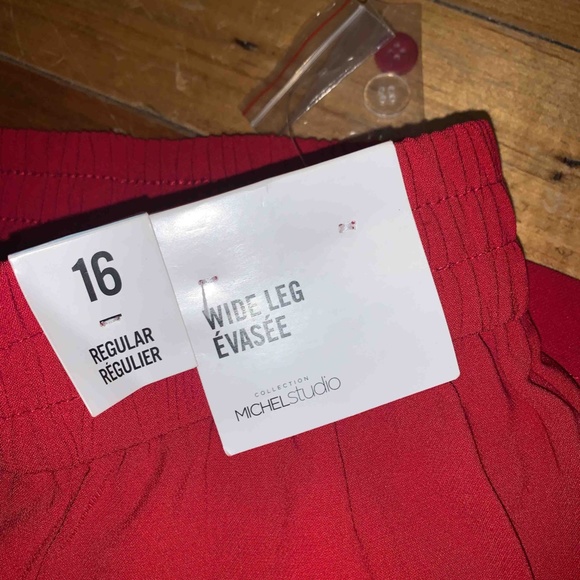 16
REGULAR
RÉGULIER
WIDE LEG
ÉVASÉE
COLLECTION
MICHELstudio